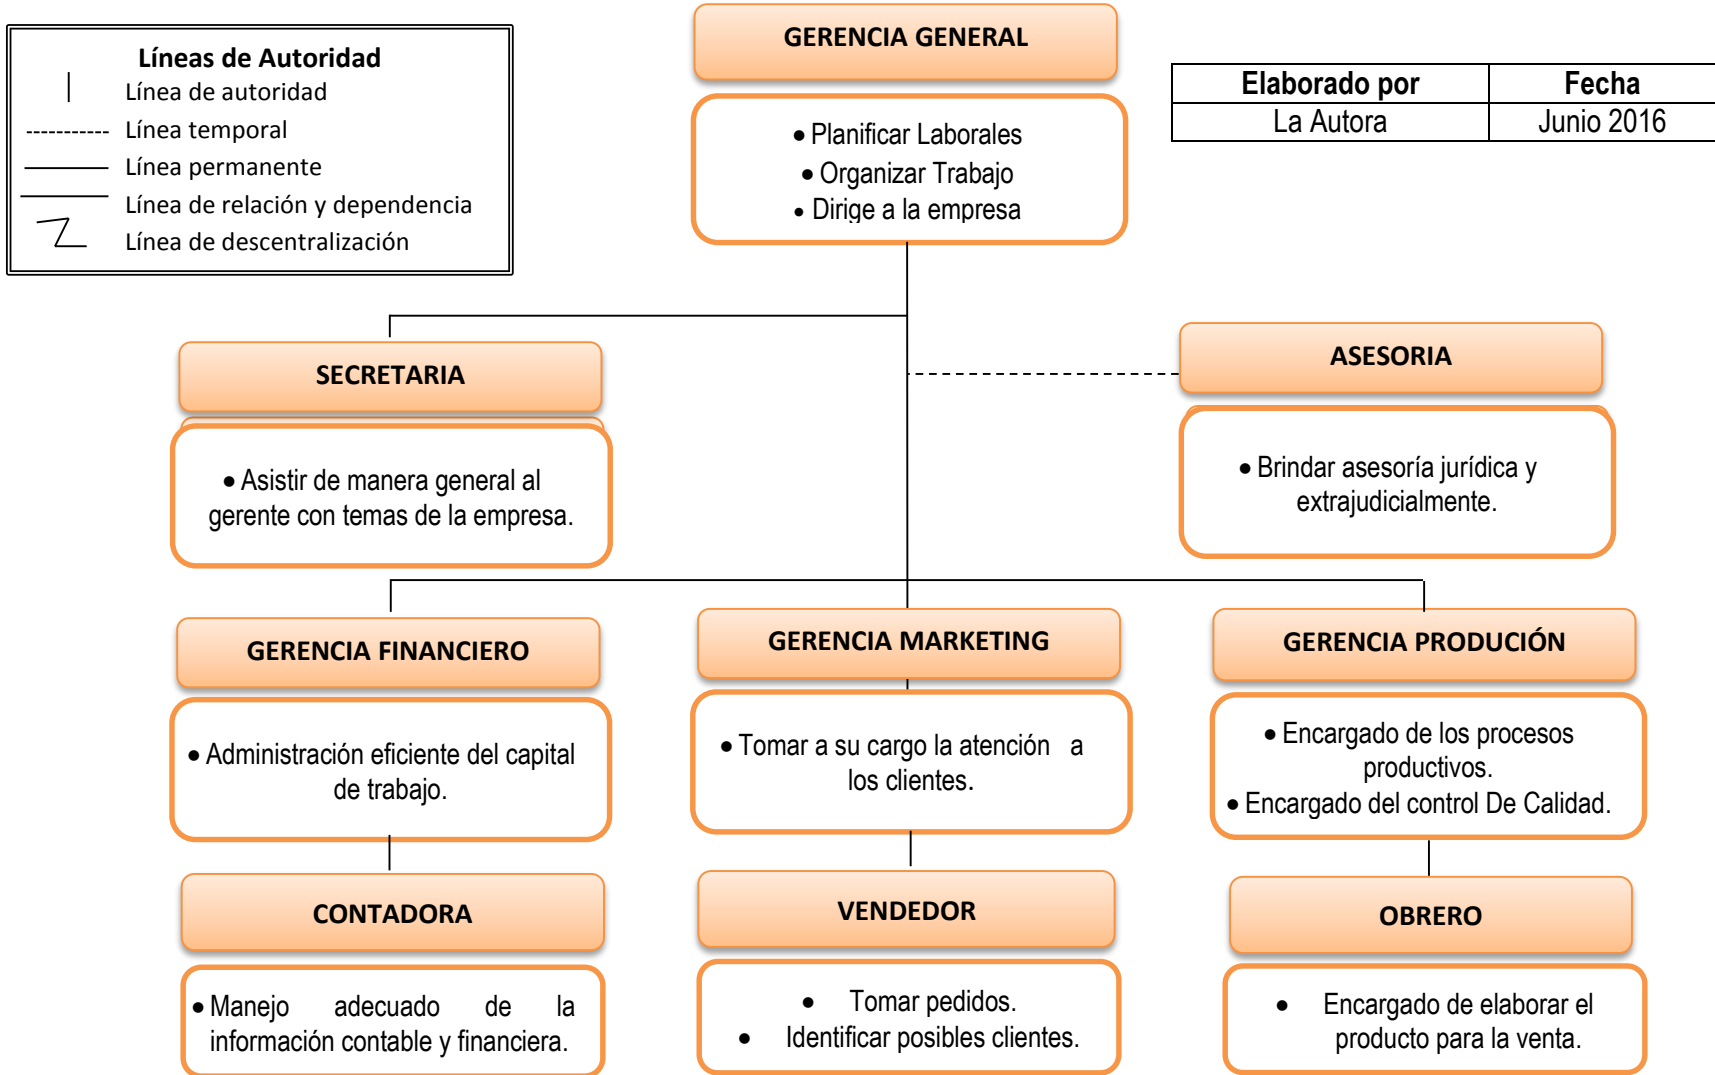 Líneas de Autoridad
Línea de autoridad
Línea temporal
Línea permanente
Línea de relación y dependencia
Línea de descentralización
GERENCIA GENERAL
• Planificar Laborales
• Organizar Trabajo
• Dirige a la empresa
Elaborado por Fecha
La Autora Junio 2016
SECRETARIA
• Asistir de manera general al
gerente con temas de la empresa.
ASESORIA
• Brindar asesoría jurídica y
extrajudicialmente.
GERENCIA FINANCIERO
• Administración eficiente del capital
de trabajo.
GERENCIA MARKETING
• Tomar a su cargo la atención a
los clientes.
GERENCIA PRODUCIÓN
• Encargado de los procesos
productivos.
• Encargado del control De Calidad.
CONTADORA
• Manejo adecuado de la
información contable y financiera.
VENDEDOR
• Tomar pedidos.
• Identificar posibles clientes.
OBRERO
• Encargado de elaborar el
producto para la venta.